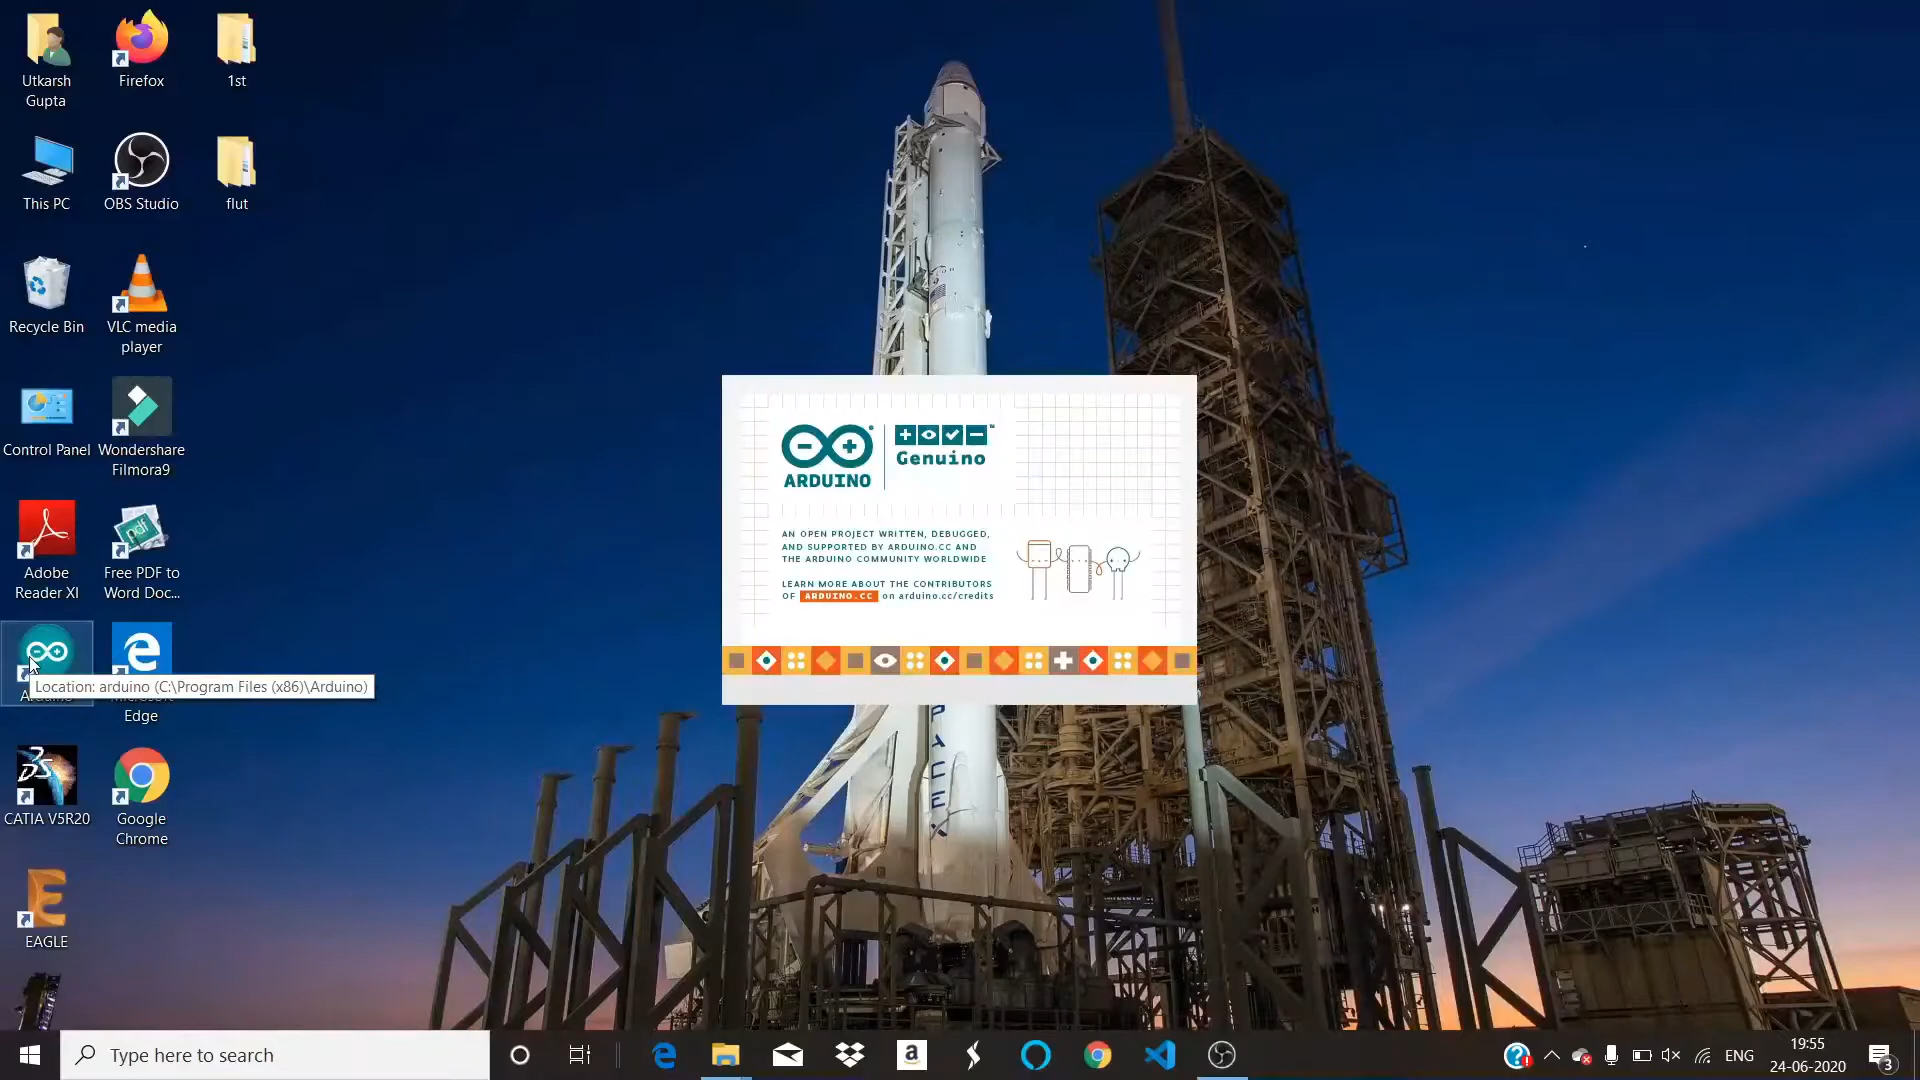 Utkarsh
Gupta
Firefox
1st
This PC
OBS Studio
flut
Recycle Bin
VLC media
player
Control Panel
Wondershare
Filmora9
Adobe
Reader XI
Free PDF to
Word Doc...
Location: arduino (C:\Program Files (x86)\Arduino)
Edge
CATIA V5R20
Google
Chrome
EAGLE
ARDUINO
Genuino
AN OPEN PROJECT WRITTEN, DEBUGGED,
AND SUPPORTED BY ARDUINO.CC AND
THE ARDUINO COMMUNITY WORLDWIDE
LEARN MORE ABOUT THE CONTRIBUTORS
OF ARDUINO.CC on arduino.cc/credits
PACEX
Type here to search
ENG
19:55
24-06-2020
3